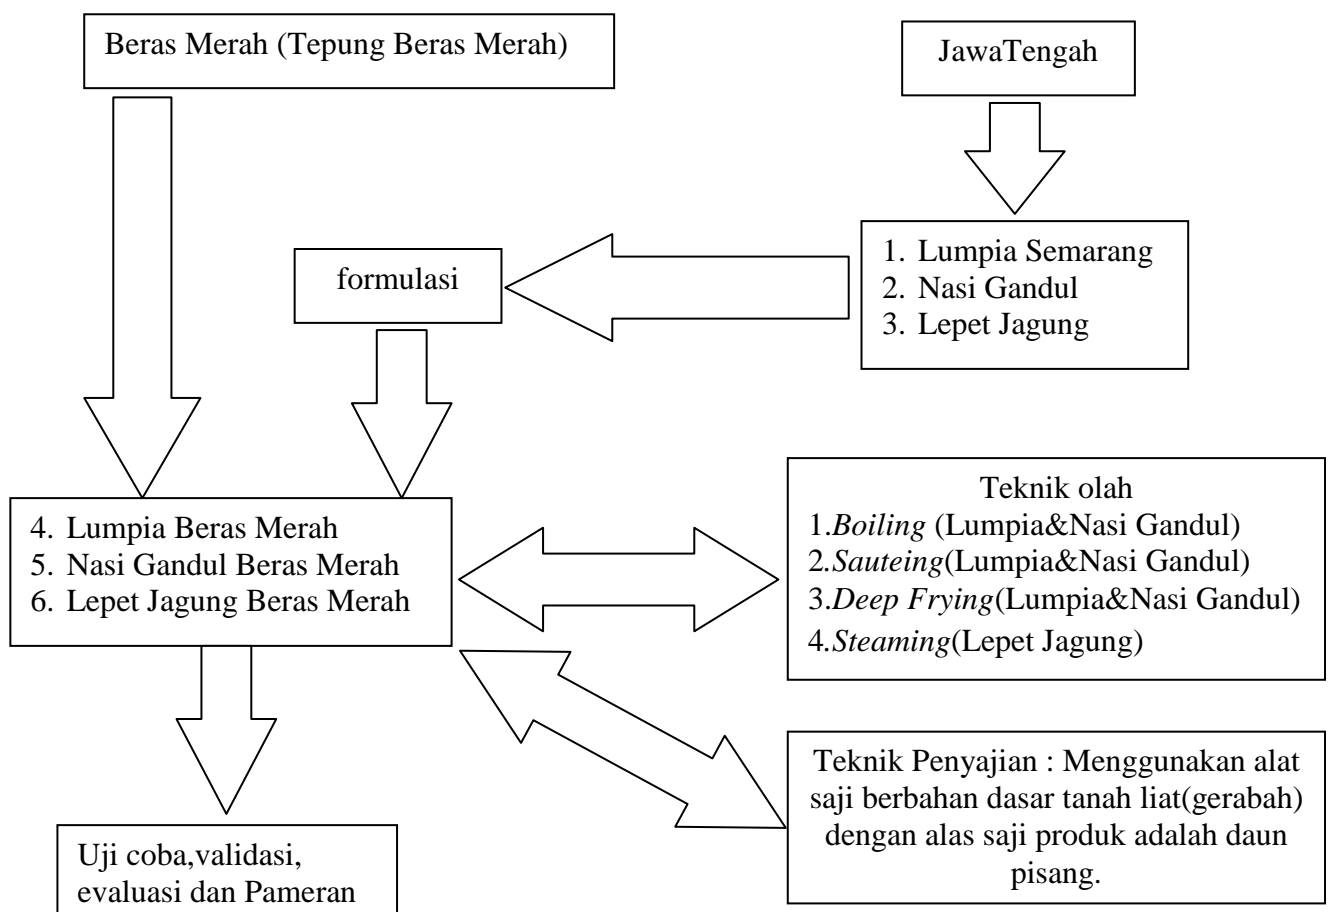 Beras Merah (Tepung Beras Merah)
JawaTengah
1. Lumpia Semarang
2. Nasi Gandul
3. Lepet Jagung
formulasi
4. Lumpia Beras Merah
5. Nasi Gandul Beras Merah
6. Lepet Jagung Beras Merah
Teknik olah
1.Boiling (Lumpia&Nasi Gandul)
2.Sauteing(Lumpia&Nasi Gandul)
3.Deep Frying(Lumpia&Nasi Gandul)
4.Steaming(Lepet Jagung)
Teknik Penyajian : Menggunakan alat
saji berbahan dasar tanah liat(gerabah)
dengan alas saji produk adalah daun
pisang.
Uji coba,validasi,
evaluasi dan Pameran